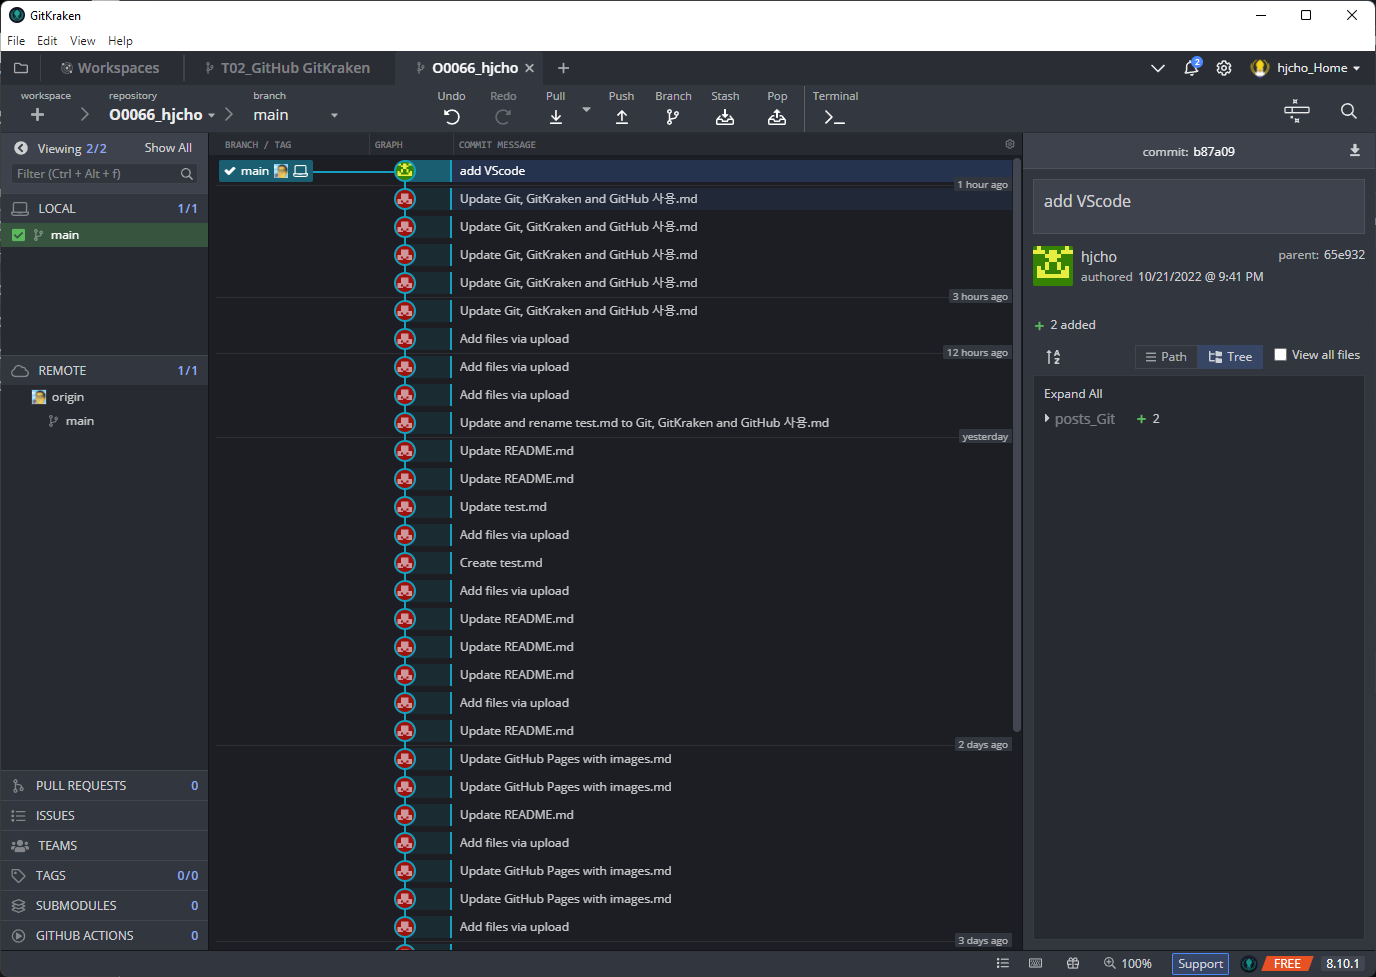 GitKraken
File Edit View Help
Workspaces
T02_GitHub GitKraken
O0066_hjcho
2
hjcho_Home
workspace
repository
O0066_hjcho
branch
main
Undo
Redo
Pull
Push
Branch
Stash
Pop
Terminal
Viewing 2/2 Show All
Filter (Ctrl + Alt + f)
LOCAL 1/1
main
REMOTE 1/1
origin
main
PULL REQUESTS 0
ISSUES
TEAMS
TAGS 0/0
SUBMODULES 0
GITHUB ACTIONS 0
BRANCH / TAG GRAPH COMMIT MESSAGE
main add VScode
1 hour ago
Update Git, GitKraken and GitHub 사용.md
Update Git, GitKraken and GitHub 사용.md
Update Git, GitKraken and GitHub 사용.md
Update Git, GitKraken and GitHub 사용.md
3 hours ago
Update Git, GitKraken and GitHub 사용.md
Add files via upload
12 hours ago
Add files via upload
Add files via upload
Update and rename test.md to Git, GitKraken and GitHub 사용.md
yesterday
Update README.md
Update README.md
Update test.md
Add files via upload
Create test.md
Add files via upload
Update README.md
Update README.md
Update README.md
Add files via upload
Update README.md
2 days ago
Update GitHub Pages with images.md
Update GitHub Pages with images.md
Update README.md
Add files via upload
Update GitHub Pages with images.md
Update GitHub Pages with images.md
Add files via upload
3 days ago
commit: b87a09
add VScode
hjcho
parent: 65e932
authored 10/21/2022 @ 9:41 PM
+ 2 added
A Z
Path Tree View all files
Expand All
posts_Git + 2
100% Support FREE 8.10.1